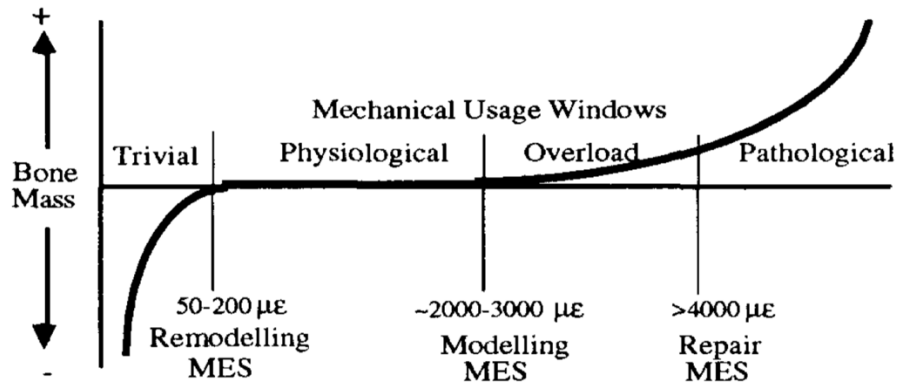 +
Mechanical Usage Windows
Trivial
Physiological
Overload
Pathological
Bone
Mass
50-200 µε
~2000-3000 µε
>4000 µε
Remodelling
Modelling
Repair
MES
MES
MES
-